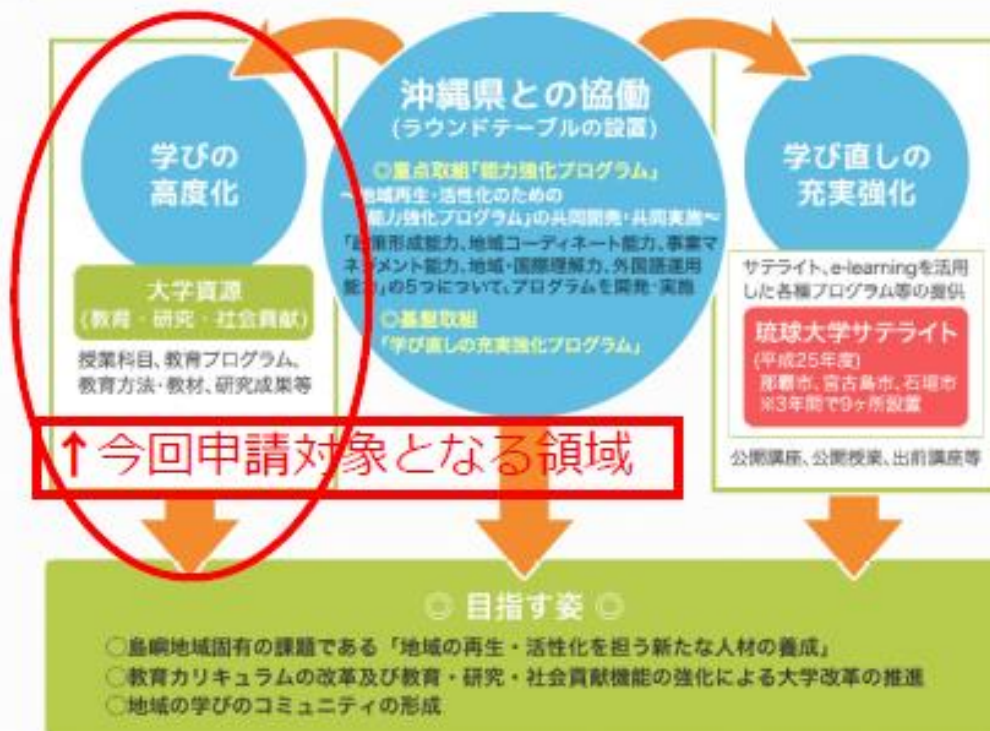 学びの
高度化
大学資源
(教育・研究・社会貢献)
授業科目、教育プログラム、
教育方法・教材、研究成果等
沖縄県との協働
(ラウンドテーブルの設置)
◎重点取組「能力強化プログラム」
～地域再生・活性化のための
「能力強化プログラム」の共同開発・共同実施～
「政策形成能力、地域コーディネート能力、事業マ
ネジメント能力、地域・国際理解力、外国語運用
能力」の5つについて、プログラムを開発・実施
◎基盤取組
「学び直しの充実強化プログラム」
学び直しの
充実強化
サテライト、e-learningを活用
した各種プログラム等の提供
琉球大学サテライト
(平成25年度)
那覇市、宮古島市、石垣市
※3年間で9ヶ所設置
公開講座、公開授業、出前講座等
↑今回申請対象となる領域
◎ 目指す姿 ◎
○島嶼地域固有の課題である「地域の再生・活性化を担う新たな人材の養成」
○教育カリキュラムの改革及び教育・研究・社会貢献機能の強化による大学改革の推進
○地域の学びのコミュニティの形成